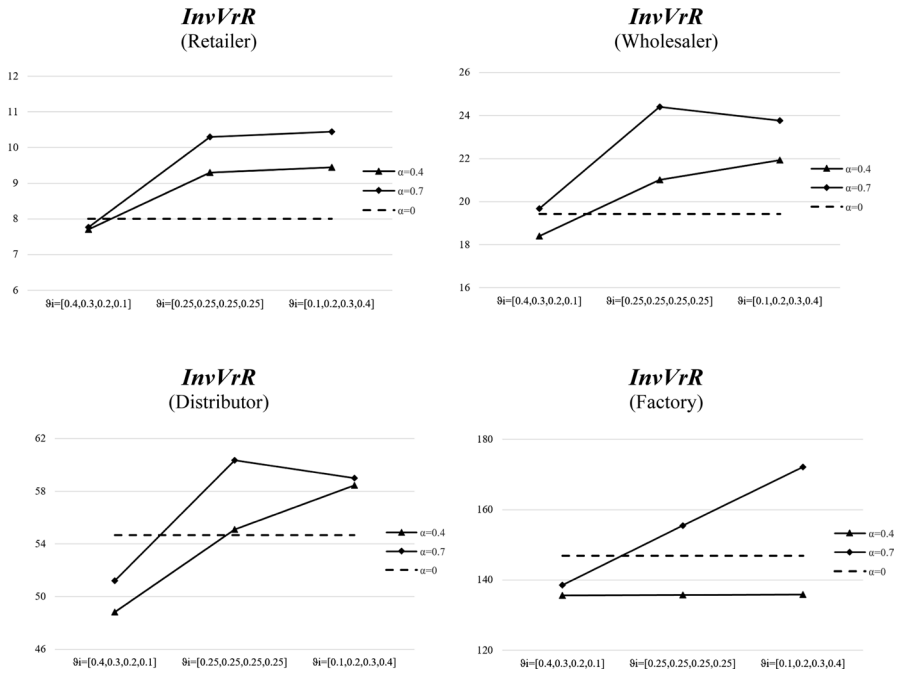 InvVrR
(Retailer)
12
11
10
9
8
7
6
ϑi=[0.4,0.3,0.2,0.1]
ϑi=[0.25,0.25,0.25,0.25]
ϑi=[0.1,0.2,0.3,0.4]
α=0.4
α=0.7
α=0
InvVrR
(Wholesaler)
26
24
22
20
18
16
ϑi=[0.4,0.3,0.2,0.1]
ϑi=[0.25,0.25,0.25,0.25]
ϑi=[0.1,0.2,0.3,0.4]
α=0.4
α=0.7
α=0
InvVrR
(Distributor)
62
58
54
50
46
ϑi=[0.4,0.3,0.2,0.1]
ϑi=[0.25,0.25,0.25,0.25]
ϑi=[0.1,0.2,0.3,0.4]
α=0.4
α=0.7
α=0
InvVrR
(Factory)
180
160
140
120
ϑi=[0.4,0.3,0.2,0.1]
ϑi=[0.25,0.25,0.25,0.25]
ϑi=[0.1,0.2,0.3,0.4]
α=0.4
α=0.7
α=0